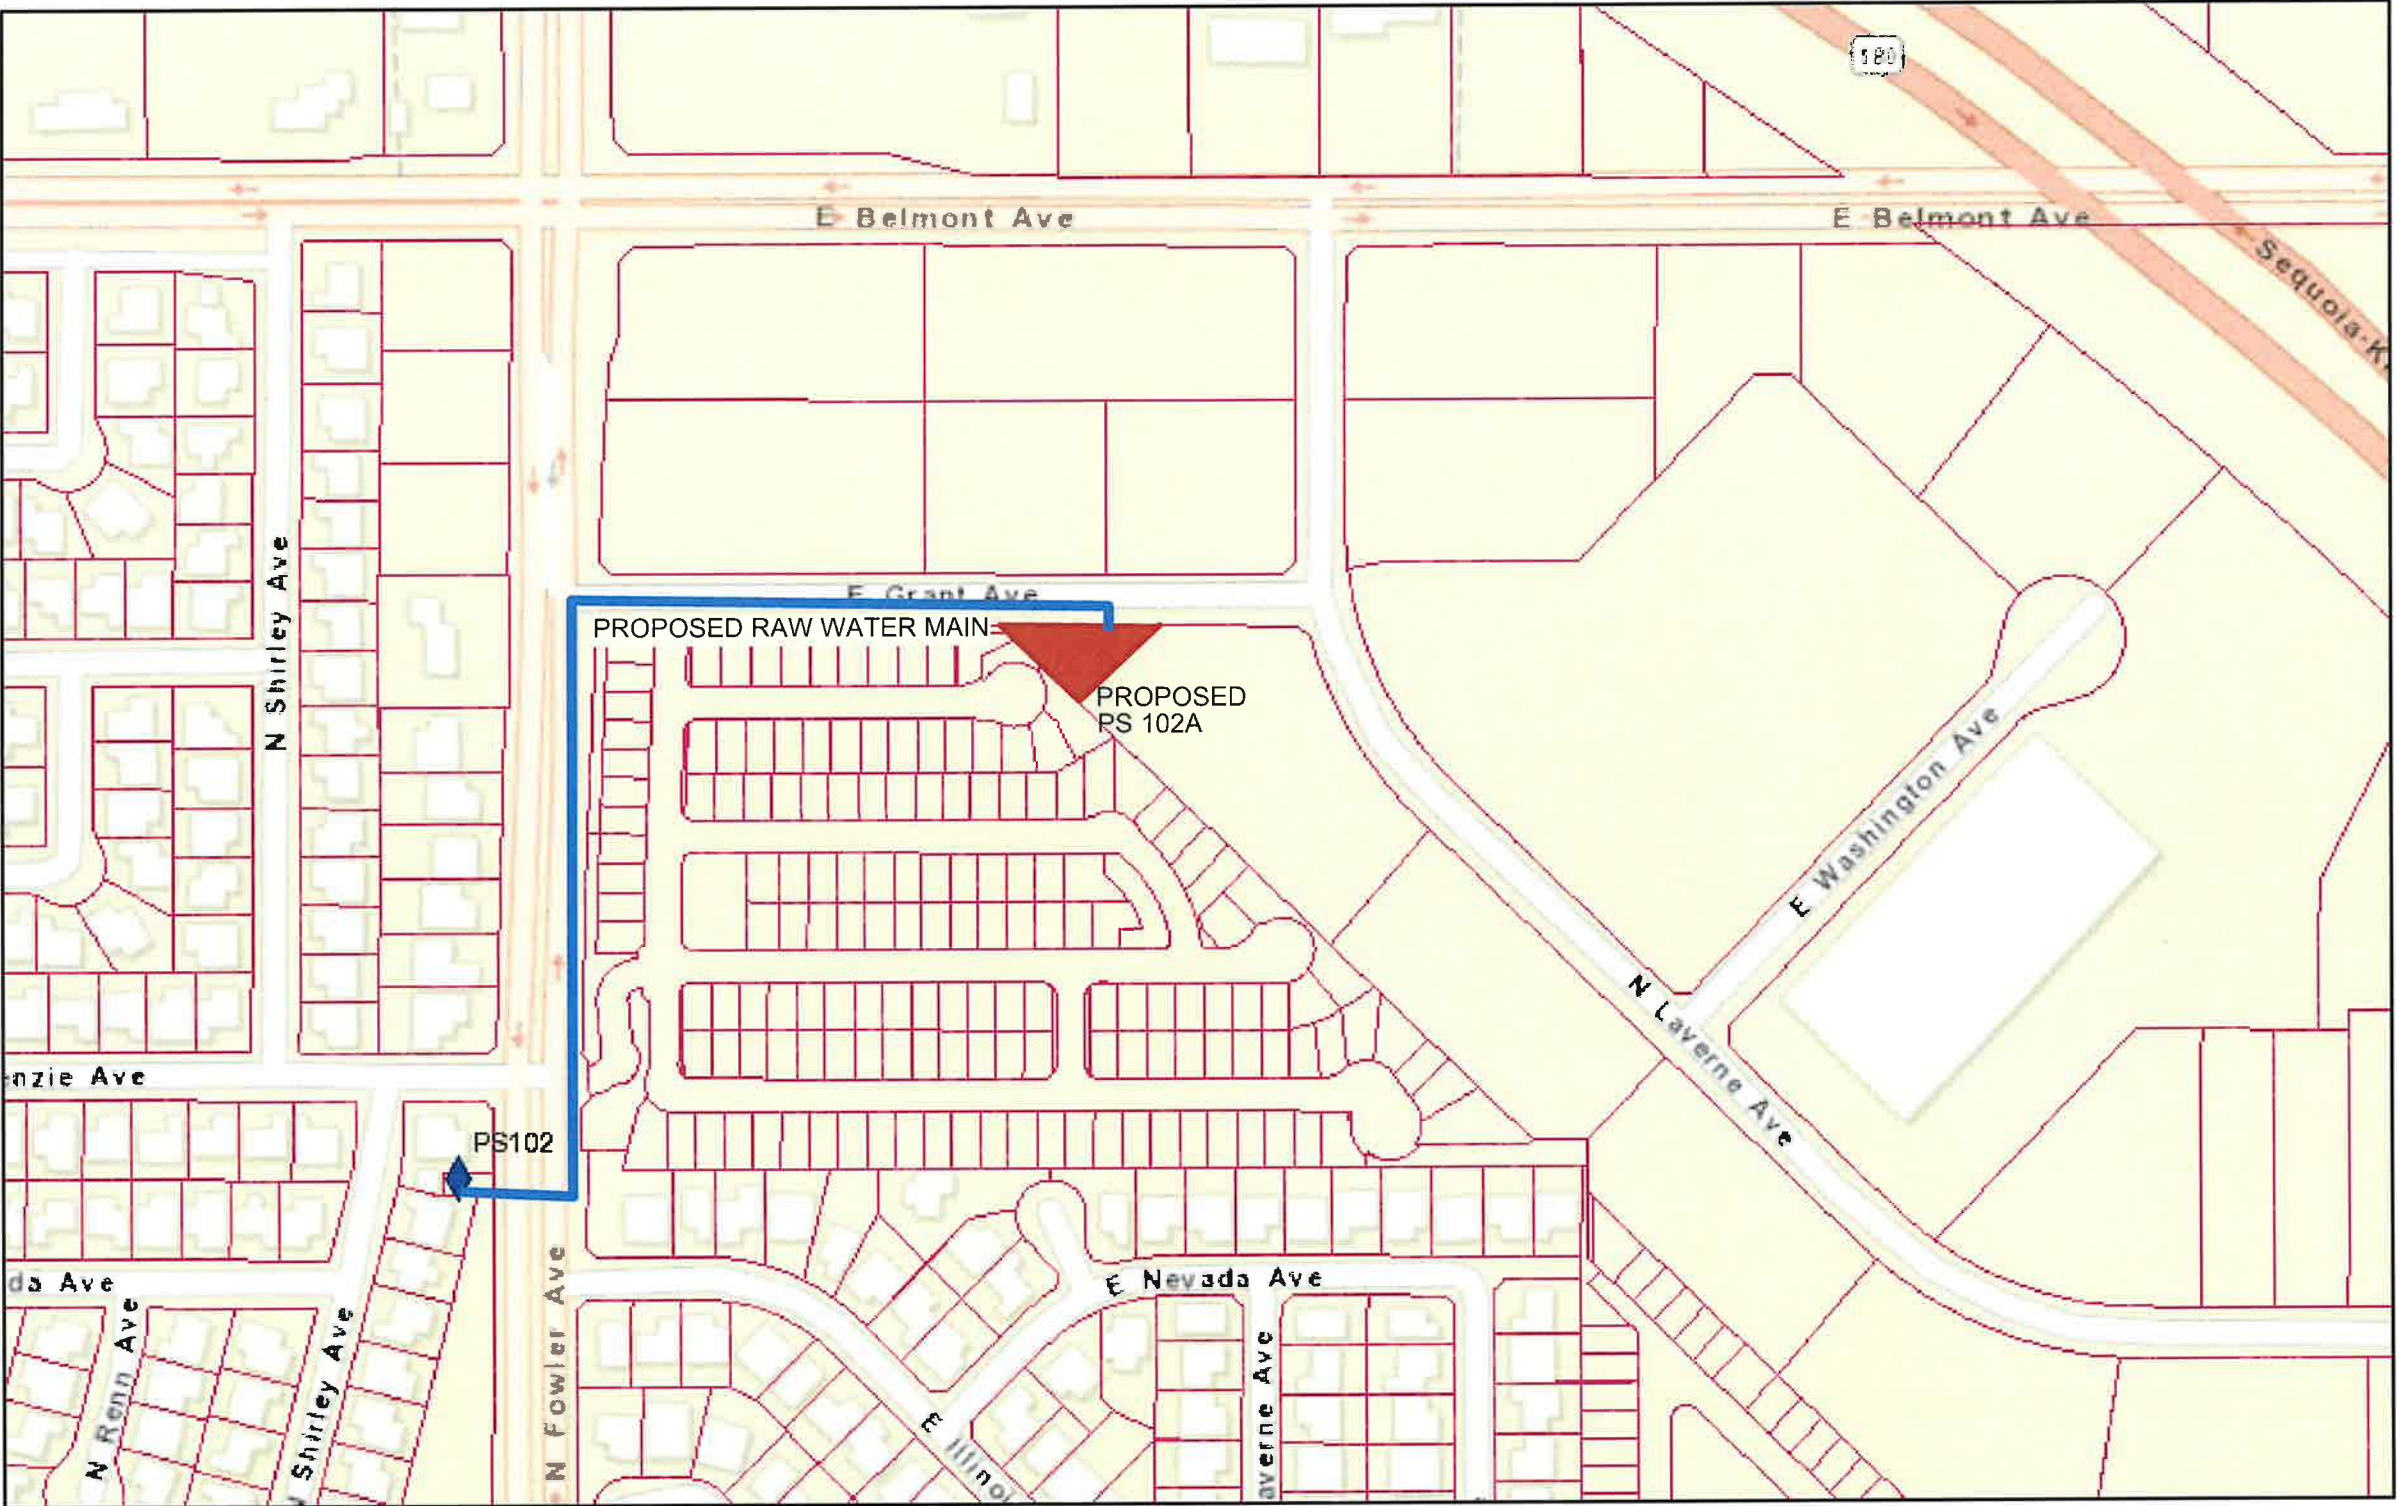 180
E Belmont Ave
E Belmont Ave
Sequoia-K
N Shirley Ave
E Grant Ave
PROPOSED RAW WATER MAIN
PROPOSED
PS 102A
E Washington Ave
N Laverne Ave
nzie Ave
PS102
da Ave
E Nevada Ave
N Fowler Ave
N Renn Ave
N Shirley Ave
averne Ave
E Illinoi